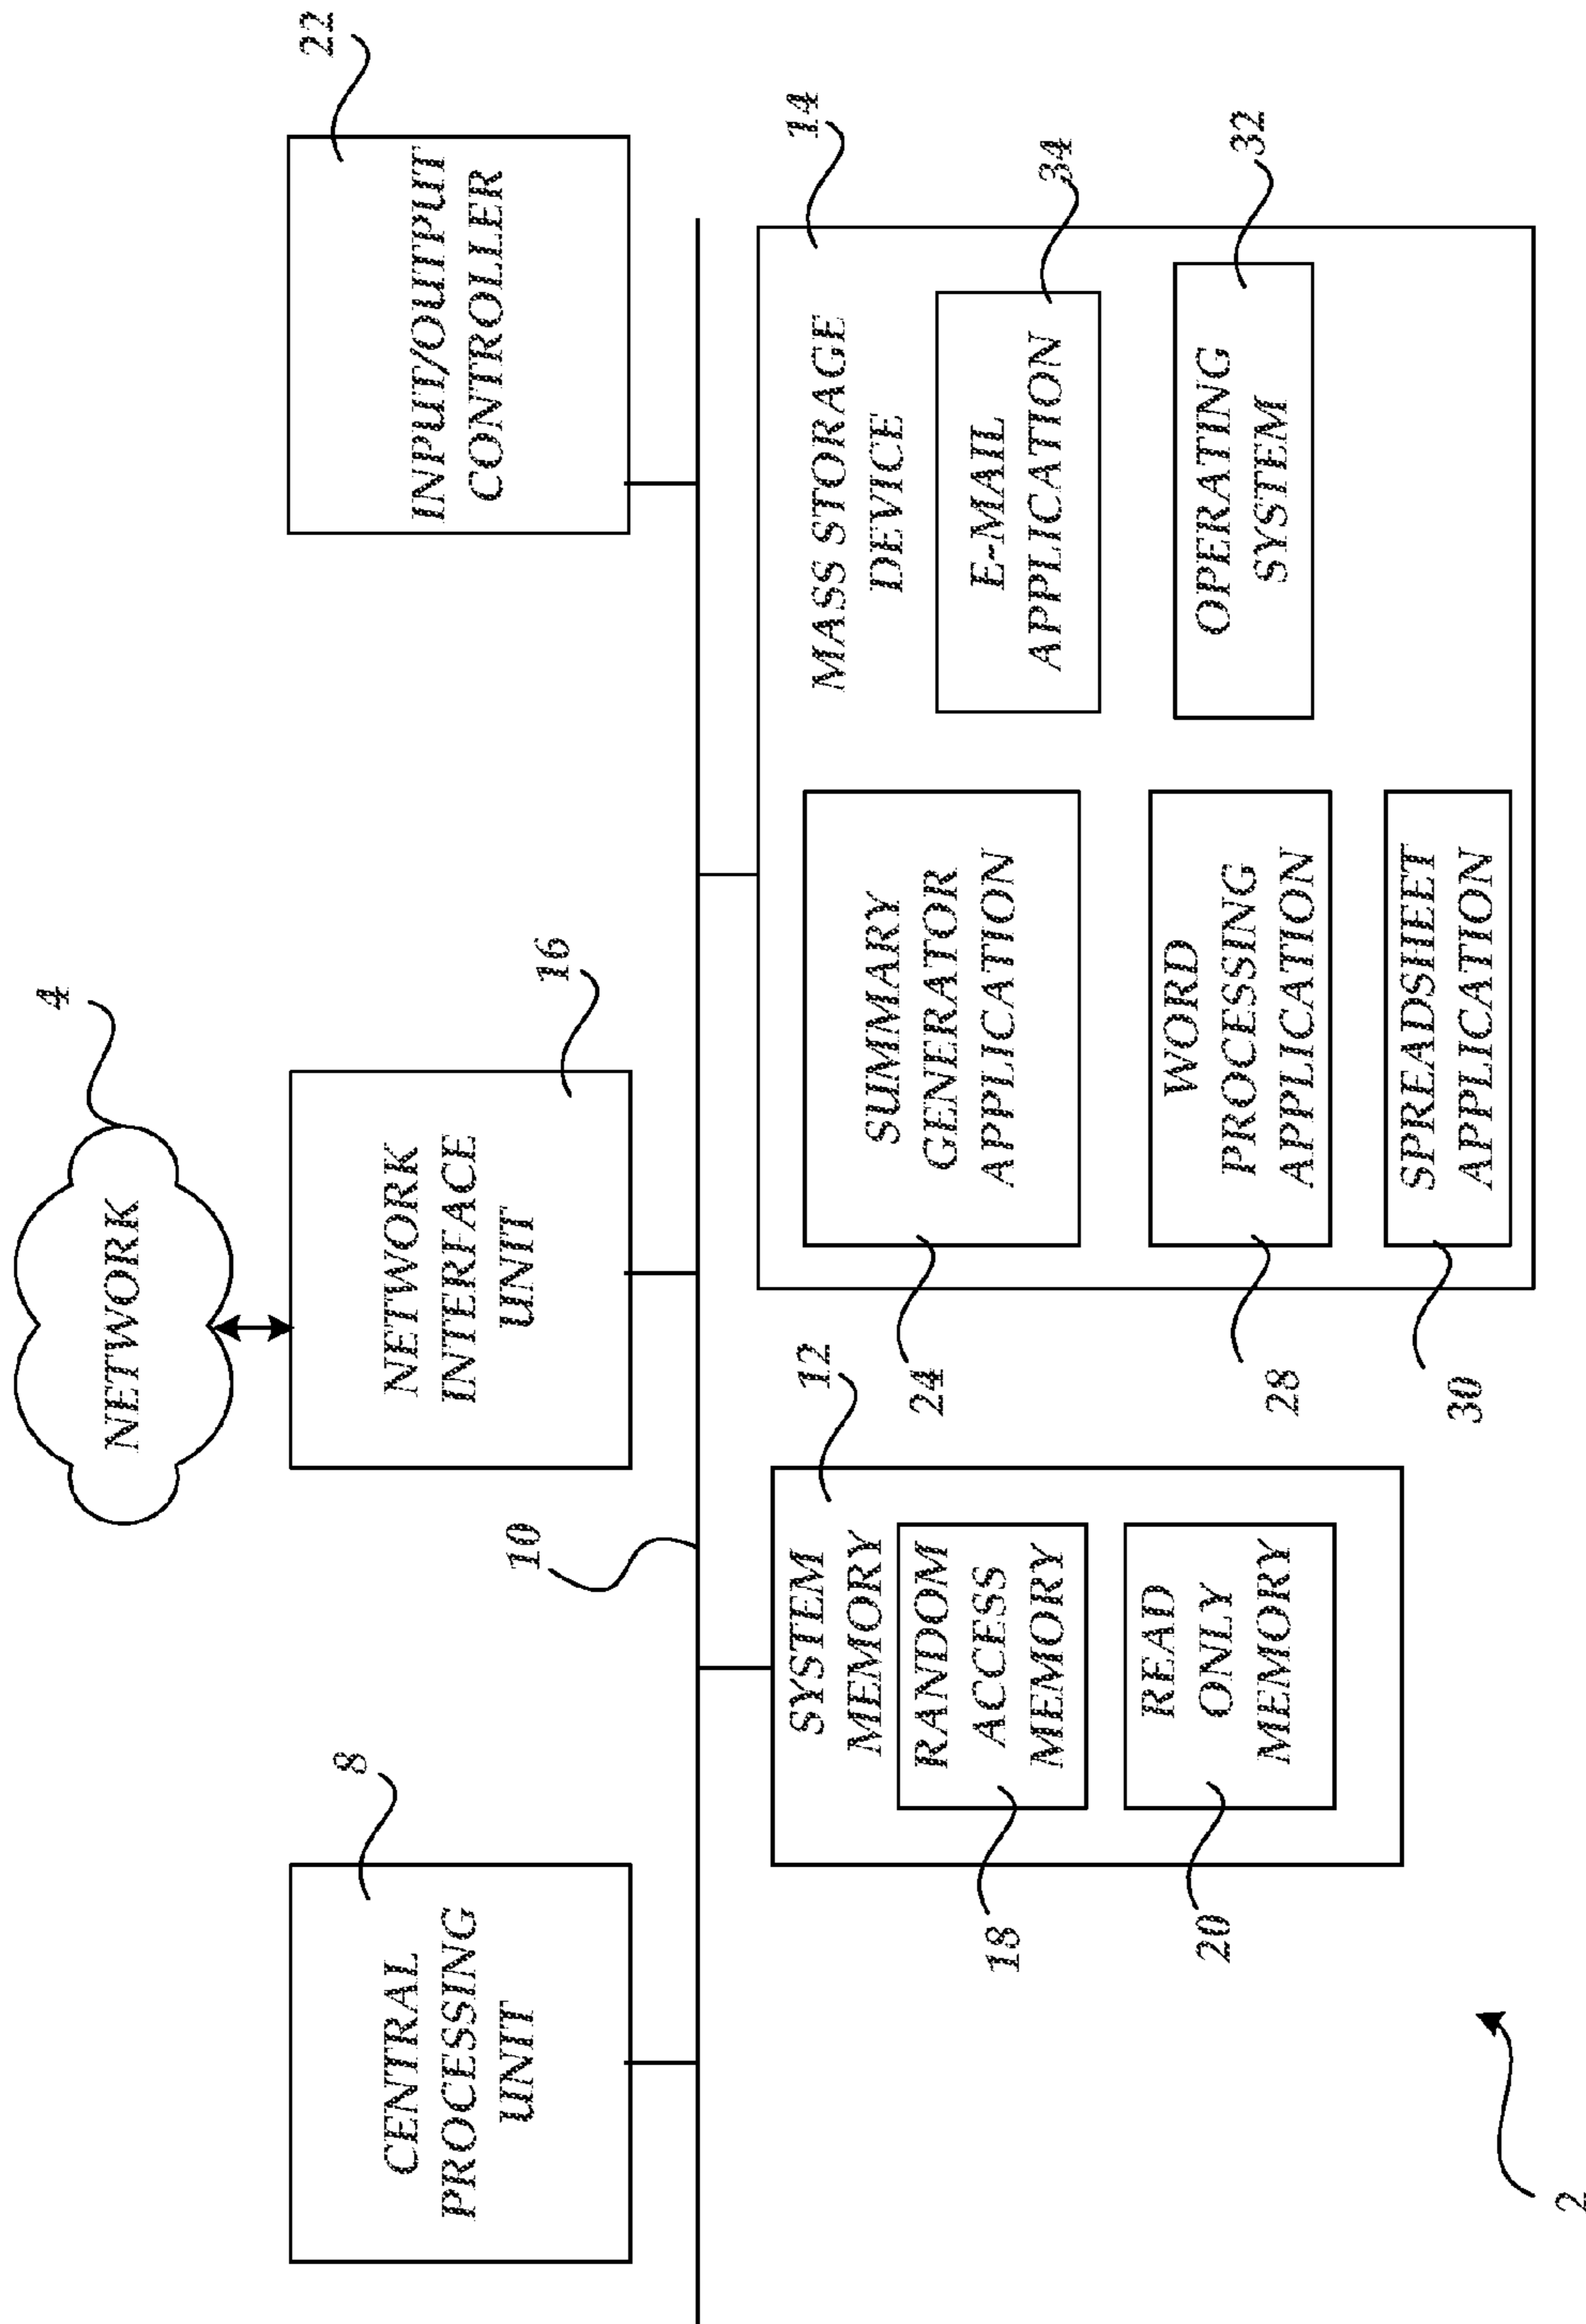 4
NETWORK
8
CENTRAL
PROCESSING
UNIT
16
NETWORK
INTERFACE
UNIT
22
INPUT/OUTPUT
CONTROLLER
10
12
SYSTEM
MEMORY
RANDOM
ACCESS
MEMORY
18
READ
ONLY
MEMORY
20
14
MASS STORAGE
DEVICE
SUMMARY
GENERATOR
APPLICATION
24
E-MAIL
APPLICATION
34
WORD
PROCESSING
APPLICATION
28
OPERATING
SYSTEM
32
SPREADSHEET
APPLICATION
30
2